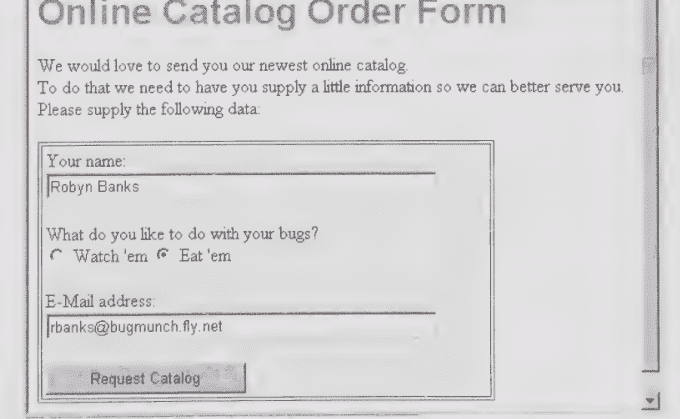 Online Catalog Order Form
We would love to send you our newest online catalog.
To do that we need to have you supply a little information so we can better serve you.
Please supply the following data:
Your name:
Robyn Banks
What do you like to do with your bugs?
Watch 'em Eat 'em
E-Mail address:
rbanks@bugmunch.fly.net
Request Catalog